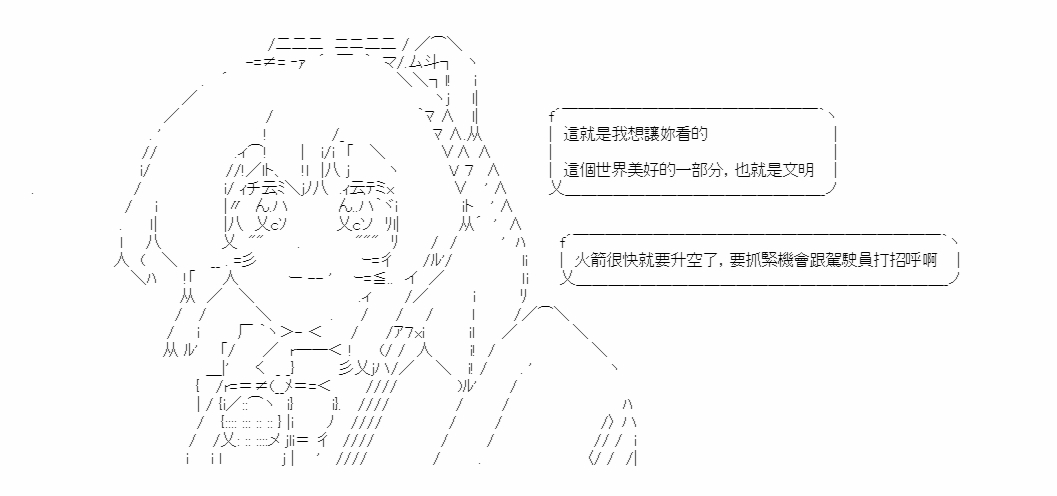 這就是我想讓妳看的
這個世界美好的一部分，也就是文明
火箭很快就要升空了，要抓緊機會跟駕駛員打招呼啊